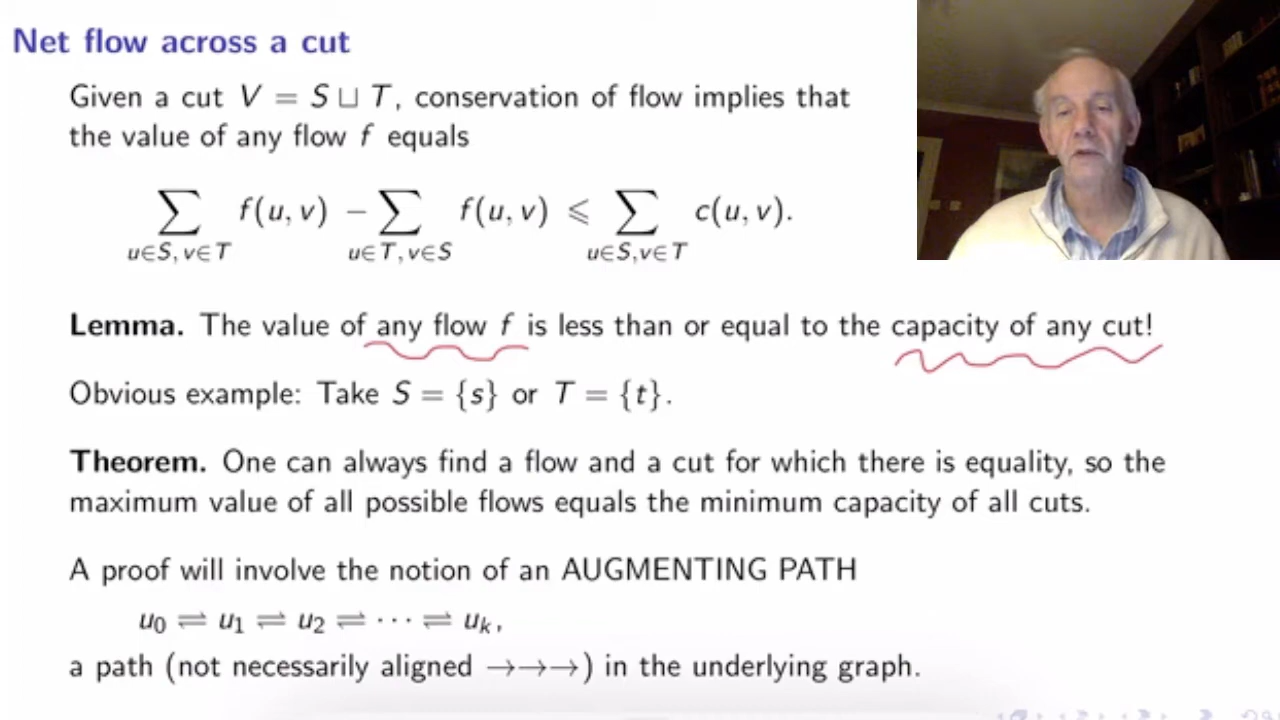 Net flow across a cut
Given a cut V = S ⊔ T, conservation of flow implies that
the value of any flow f equals
∑ f(u, v) − ∑ f(u, v) ⩽ ∑ c(u, v).
u∈S,v∈T u∈T,v∈S u∈S,v∈T
Lemma. The value of any flow f is less than or equal to the capacity of any cut!
Obvious example: Take S = {s} or T = {t}.
Theorem. One can always find a flow and a cut for which there is equality, so the
maximum value of all possible flows equals the minimum capacity of all cuts.
A proof will involve the notion of an AUGMENTING PATH
u₀ ⇌ u₁ ⇌ u₂ ⇌ ··· ⇌ uₖ,
a path (not necessarily aligned →→→) in the underlying graph.